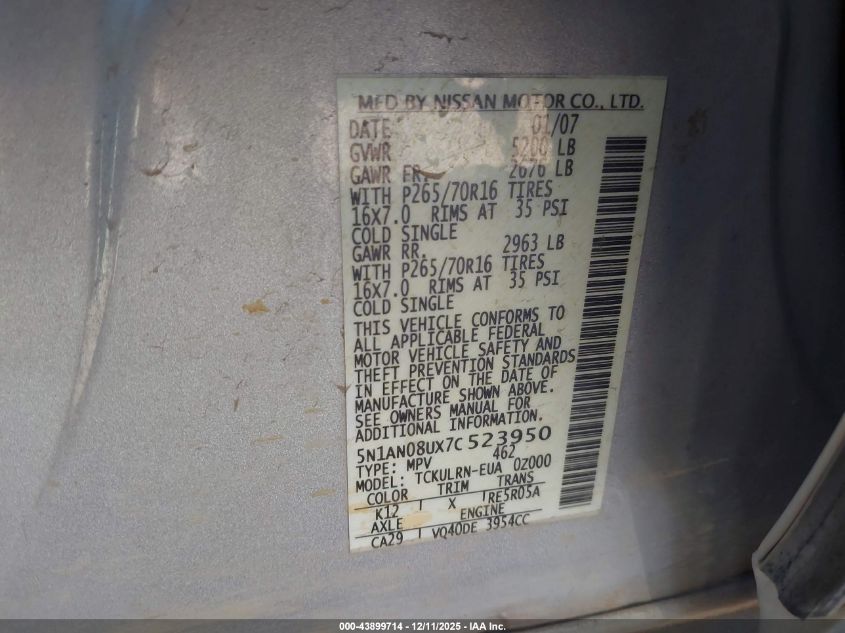 MFD BY NISSAN MOTOR CO., LTD.
DATE 01/07
GVWR 5200 LB
GAWR FR. 2676 LB
WITH P265/70R16 TIRES
16X7.0 RIMS AT 35 PSI
COLD SINGLE
GAWR RR. 2963 LB
WITH P265/70R16 TIRES
16X7.0 RIMS AT 35 PSI
COLD SINGLE
THIS VEHICLE CONFORMS TO
ALL APPLICABLE FEDERAL
MOTOR VEHICLE SAFETY AND
THEFT PREVENTION STANDARDS
IN EFFECT ON THE DATE OF
MANUFACTURE SHOWN ABOVE.
SEE OWNERS MANUAL FOR
ADDITIONAL INFORMATION.
5N1AN08UX7C523950
TYPE: MPV 462
MODEL: TCKULRN-EUA 0Z000
COLOR TRIM TRANS
K12 X RE5R05A
AXLE ENGINE
CA29 VQ40DE 3954CC
000-43899714 - 12/11/2025 - IAA Inc.